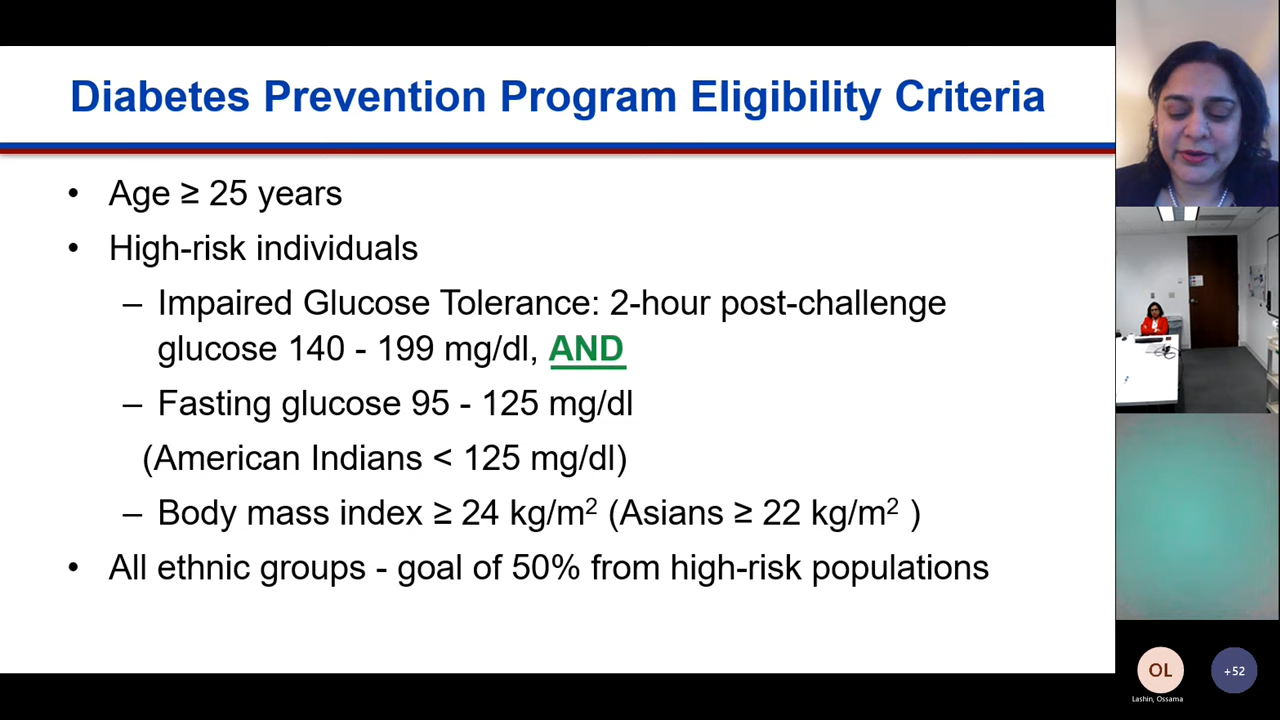 Diabetes Prevention Program Eligibility Criteria
• Age ≥ 25 years
• High-risk individuals
– Impaired Glucose Tolerance: 2-hour post-challenge
glucose 140 - 199 mg/dl, AND
– Fasting glucose 95 - 125 mg/dl
(American Indians < 125 mg/dl)
– Body mass index ≥ 24 kg/m² (Asians ≥ 22 kg/m² )
• All ethnic groups - goal of 50% from high-risk populations
OL
Lashin, Ossama
+52